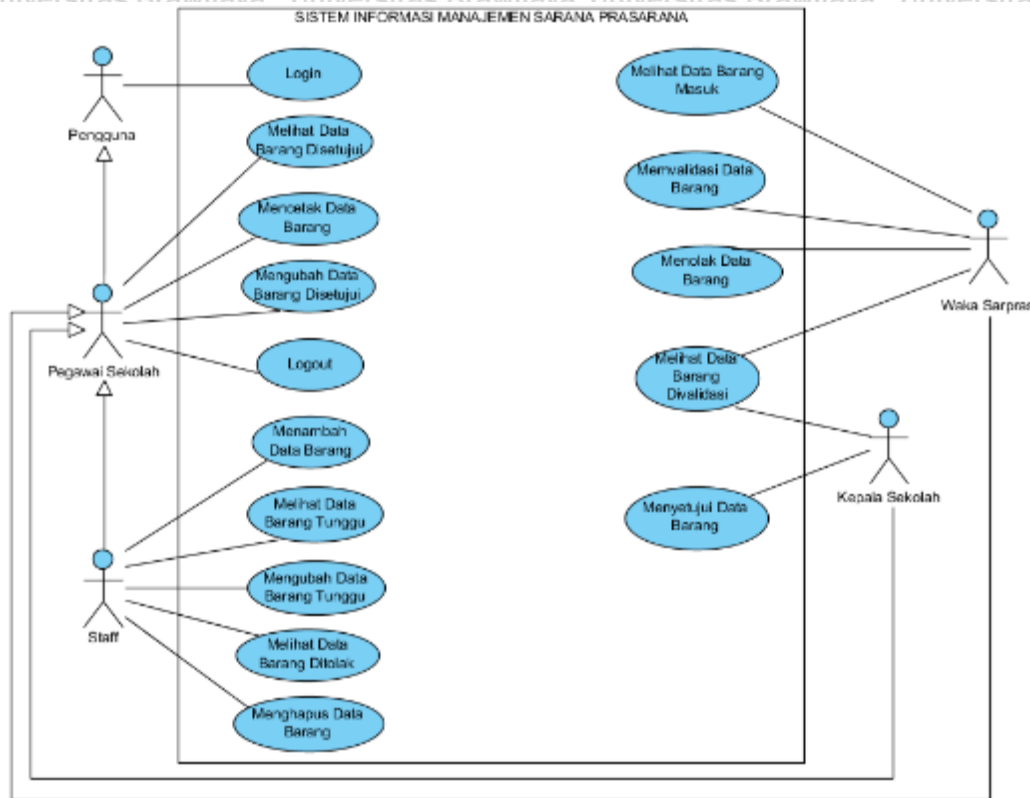 SISTEM INFORMASI MANAJEMEN SARANA PRASARANA
Login
Pengguna
Melihat Data
Barang Disetujui
Mencetak Data
Barang
Mengubah Data
Barang Disetujui
Pegawai Sekolah
Logout
Menambah
Data Barang
Melihat Data
Barang Tunggu
Mengubah Data
Barang Tunggu
Staff
Melihat Data
Barang Ditolak
Menghapus Data
Barang
Melihat Data Barang
Masuk
Memvalidasi Data
Barang
Menolak Data
Barang
Waka Sarpras
Melihat Data
Barang
Divalidasi
Kepala Sekolah
Menyetujui Data
Barang